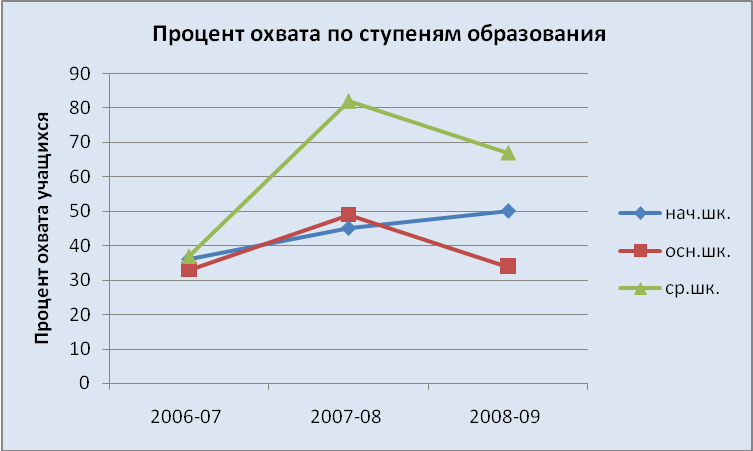 Процент охвата по ступеням образования
Процент охвата учащихся
90
80
70
60
50
40
30
20
10
0
2006-07
2007-08
2008-09
нач.шк.
осн.шк.
ср.шк.